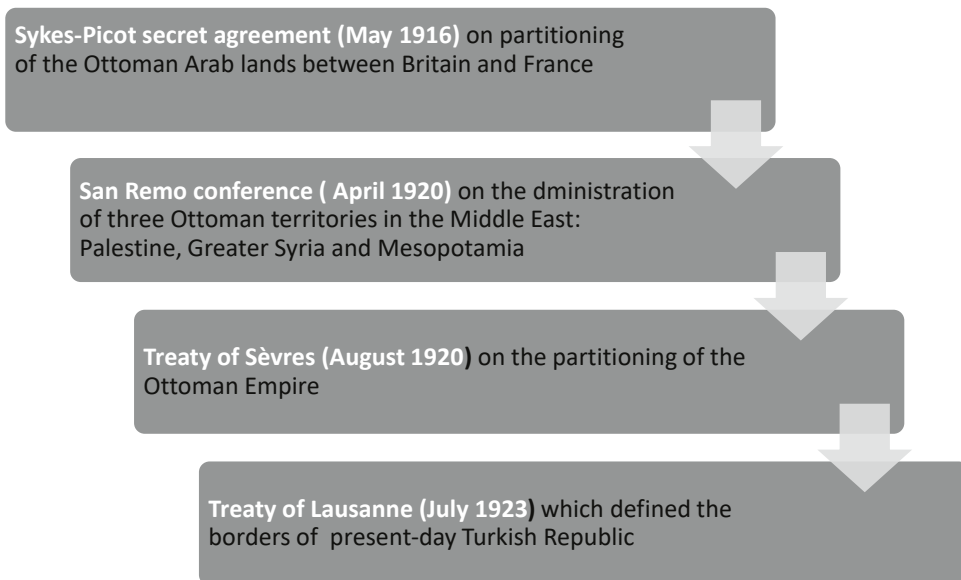 Sykes-Picot secret agreement (May 1916) on partitioning
of the Ottoman Arab lands between Britain and France
San Remo conference ( April 1920) on the dministration
of three Ottoman territories in the Middle East:
Palestine, Greater Syria and Mesopotamia
Treaty of Sèvres (August 1920) on the partitioning of the
Ottoman Empire
Treaty of Lausanne (July 1923) which defined the
borders of  present-day Turkish Republic